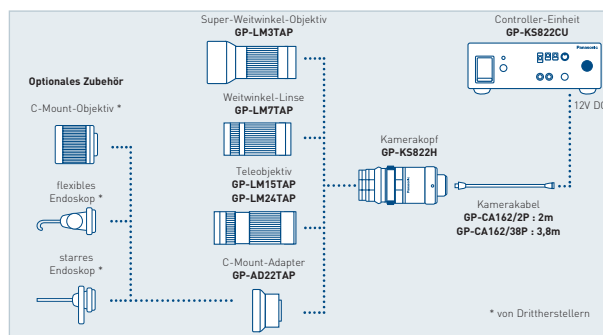 Super-Weitwinkel-Objektiv
GP-LM3TAP
Controller-Einheit
GP-KS822CU
Panasonic
12V DC
Optionales Zubehör
C-Mount-Objektiv *
Weitwinkel-Linse
GP-LM7TAP
Kamerakopf
GP-KS822H
Panasonic
Teleobjektiv
GP-LM15TAP
GP-LM24TAP
flexibles
Endoskop *
Kamerakabel
GP-CA162/2P : 2m
GP-CA162/38P : 3,8m
starres
Endoskop *
C-Mount-Adapter
GP-AD22TAP
* von Drittherstellern